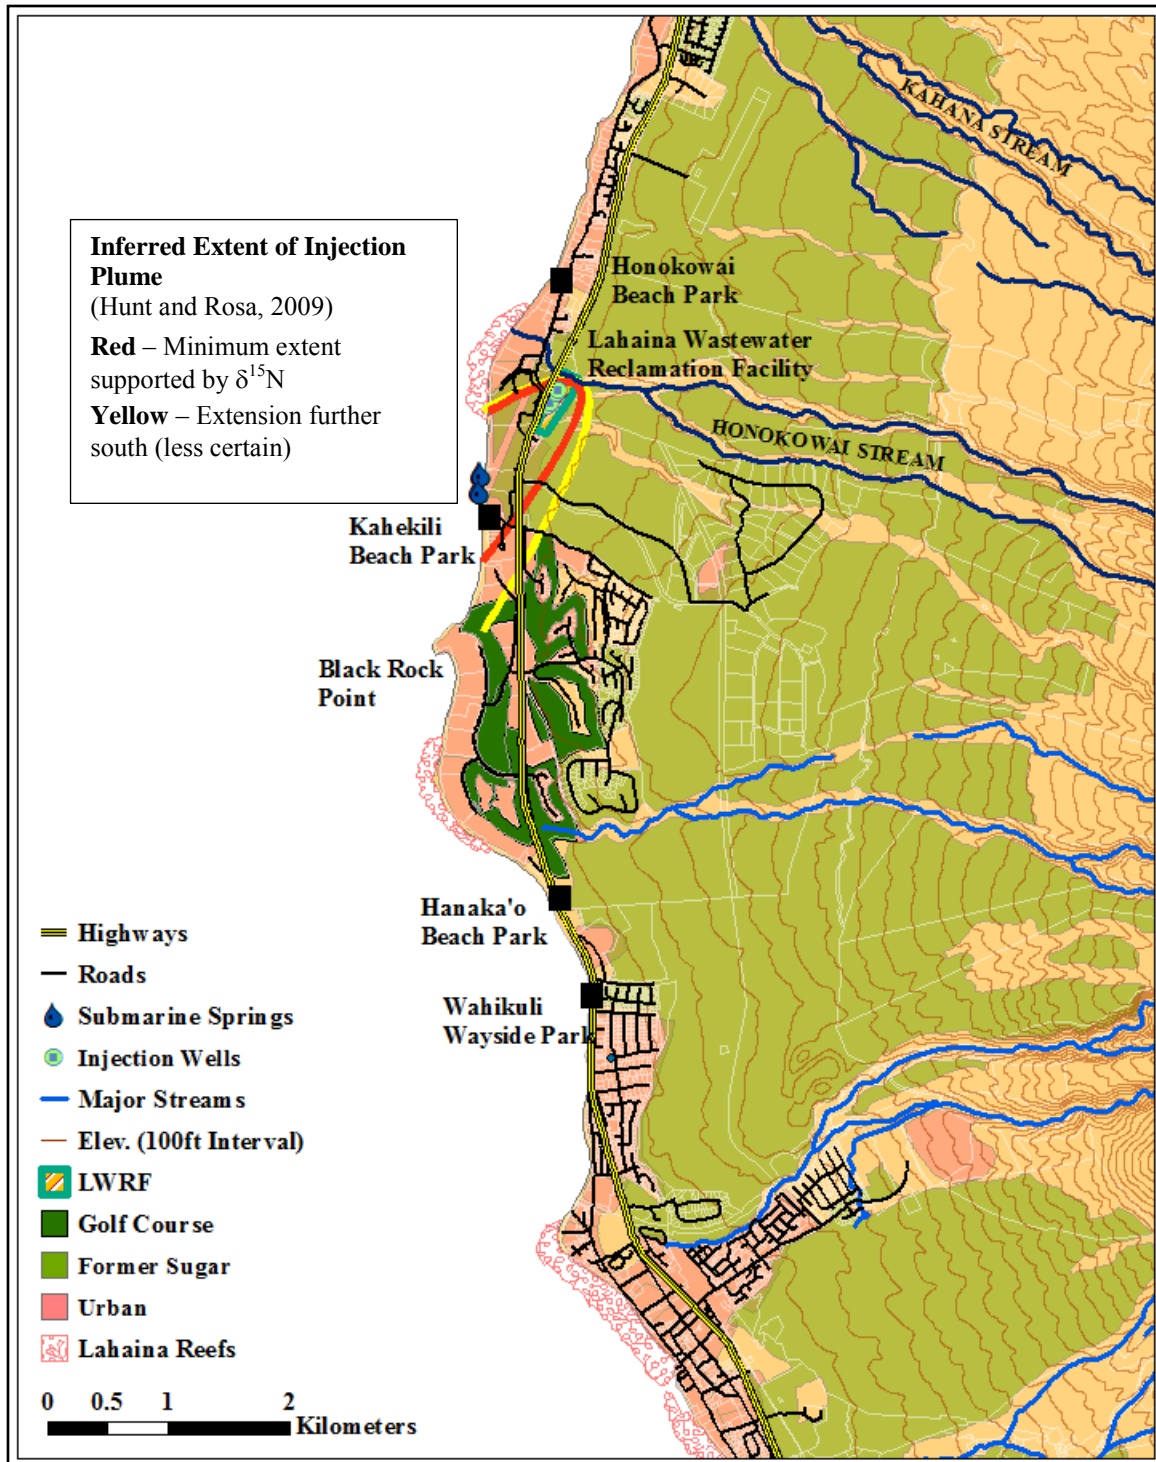 KAHANA STREAM
Inferred Extent of Injection
Plume
(Hunt and Rosa, 2009)
Red – Minimum extent
supported by δ¹⁵N
Yellow – Extension further
south (less certain)
Honokowai
Beach Park
Lahaina Wastewater
Reclamation Facility
HONOKOWAI STREAM
Kahekili
Beach Park
Black Rock
Point
Hanaka'o
Beach Park
Wahikuli
Wayside Park
Highways
Roads
Submarine Springs
Injection Wells
Major Streams
Elev. (100ft Interval)
LWRF
Golf Course
Former Sugar
Urban
Lahaina Reefs
0 0.5 1 2
Kilometers